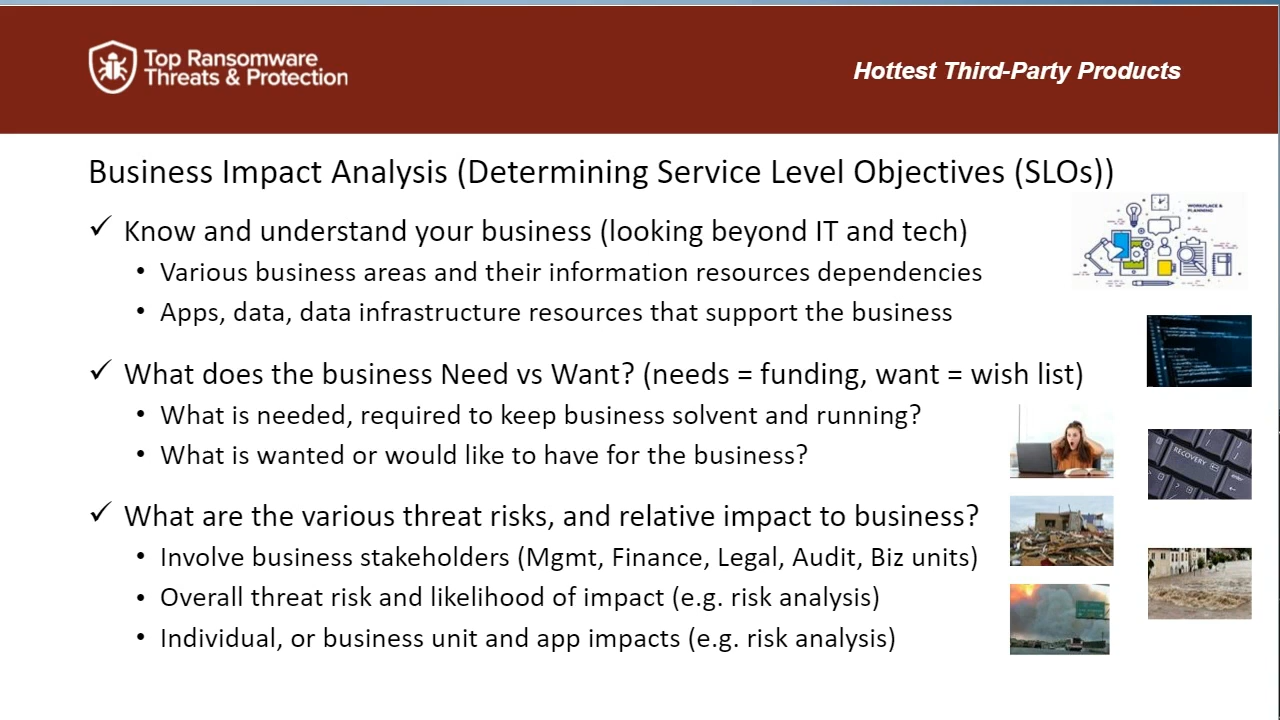 Top Ransomware
Threats & Protection
Hottest Third-Party Products
Business Impact Analysis (Determining Service Level Objectives (SLOs))
✓ Know and understand your business (looking beyond IT and tech)
• Various business areas and their information resources dependencies
• Apps, data, data infrastructure resources that support the business
WORKPLACE &
PLANNING
✓ What does the business Need vs Want? (needs = funding, want = wish list)
• What is needed, required to keep business solvent and running?
• What is wanted or would like to have for the business?
RECOVERY
enter
✓ What are the various threat risks, and relative impact to business?
• Involve business stakeholders (Mgmt, Finance, Legal, Audit, Biz units)
• Overall threat risk and likelihood of impact (e.g. risk analysis)
• Individual, or business unit and app impacts (e.g. risk analysis)